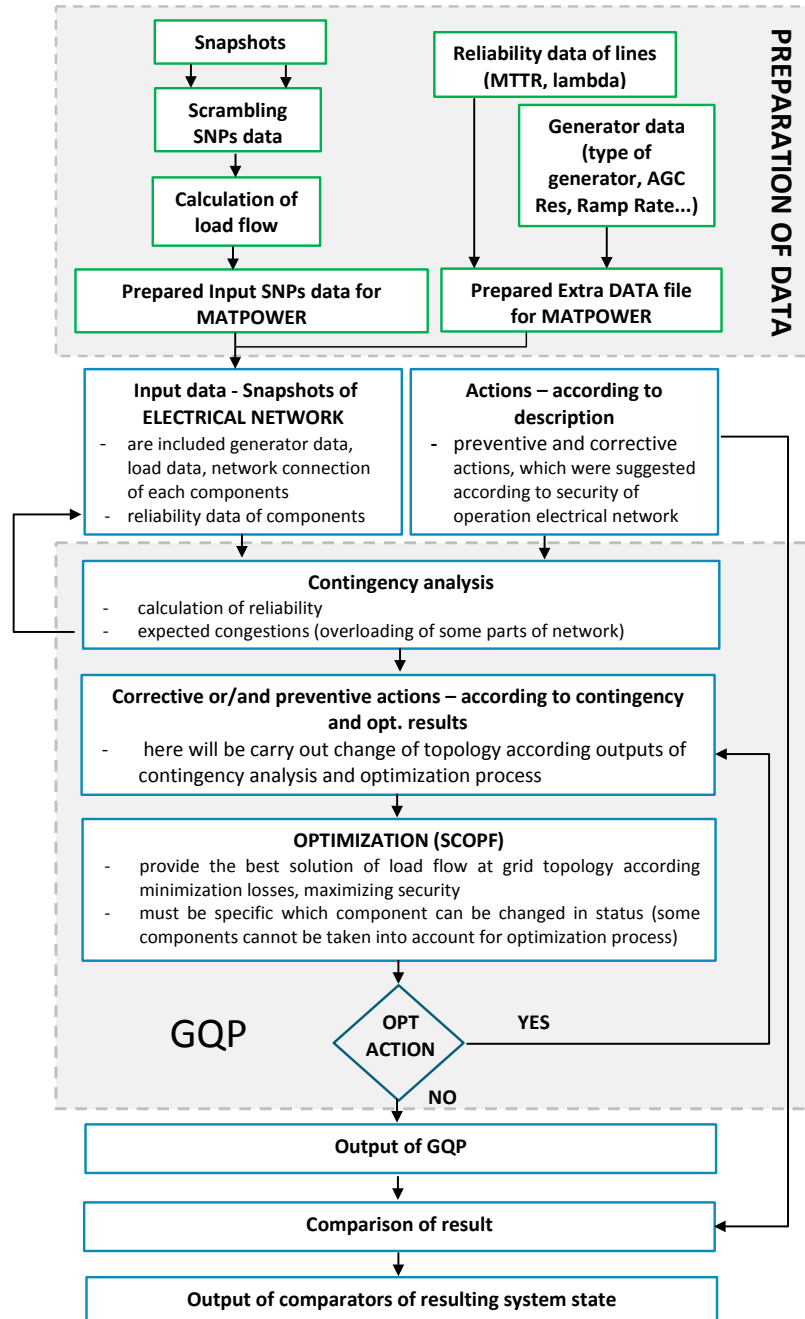 Snapshots
Scrambling
SNPs data
Calculation of
load flow
Prepared Input SNPs data for
MATPOWER
Reliability data of lines
(MTTR, lambda)
Generator data
(type of
generator, AGC
Res, Ramp Rate...)
Prepared Extra DATA file
for MATPOWER
PREPARATION OF DATA
Input data - Snapshots of
ELECTRICAL NETWORK
- are included generator data,
load data, network connection
of each components
- reliability data of components
Actions – according to
description
- preventive and corrective
actions, which were suggested
according to security of
operation electrical network
Contingency analysis
- calculation of reliability
- expected congestions (overloading of some parts of network)
Corrective or/and preventive actions – according to contingency
and opt. results
- here will be carry out change of topology according outputs of
contingency analysis and optimization process
OPTIMIZATION (SCOPF)
- provide the best solution of load flow at grid topology according
minimization losses, maximizing security
- must be specific which component can be changed in status (some
components cannot be taken into account for optimization process)
GQP
OPT
ACTION
YES
NO
Output of GQP
Comparison of result
Output of comparators of resulting system state